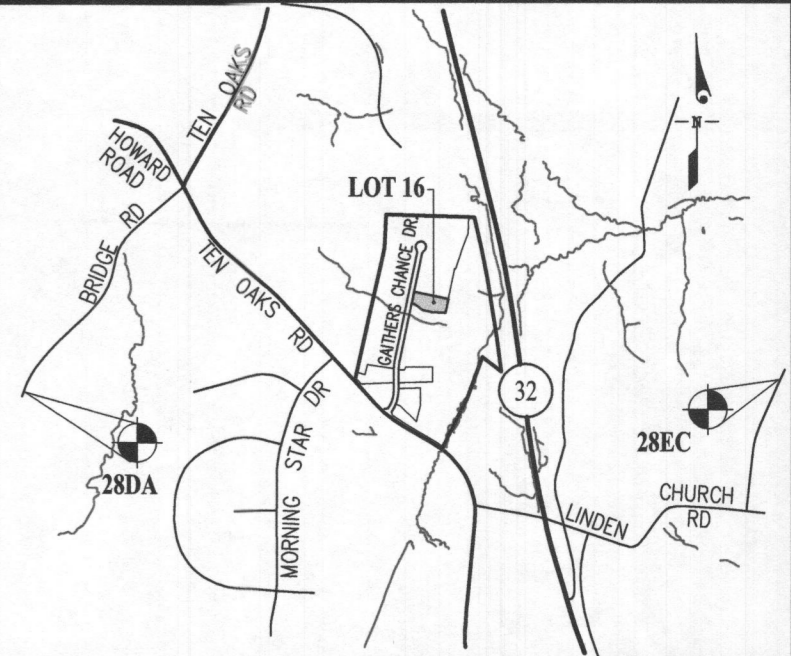 TEN OAKS
RD
HOWARD
ROAD
N
LOT 16
BRIDGE RD
GAITHERS CHANCE DR.
TEN OAKS RD
32
28EC
MORNING STAR DR
28DA
CHURCH
RD
LINDEN